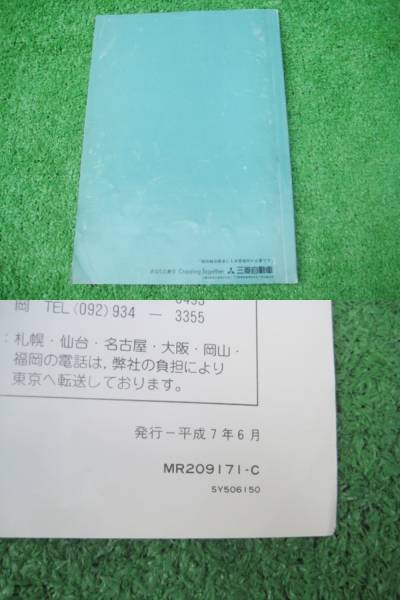 Creating Together 三菱自動車
岡 TEL(092)934 － 3355
：札幌・仙台・名古屋・大阪・岡山・
福岡の電話は，弊社の負担により
東京へ転送しております。
発行－平成7年6月
MR209171-C
SY506150